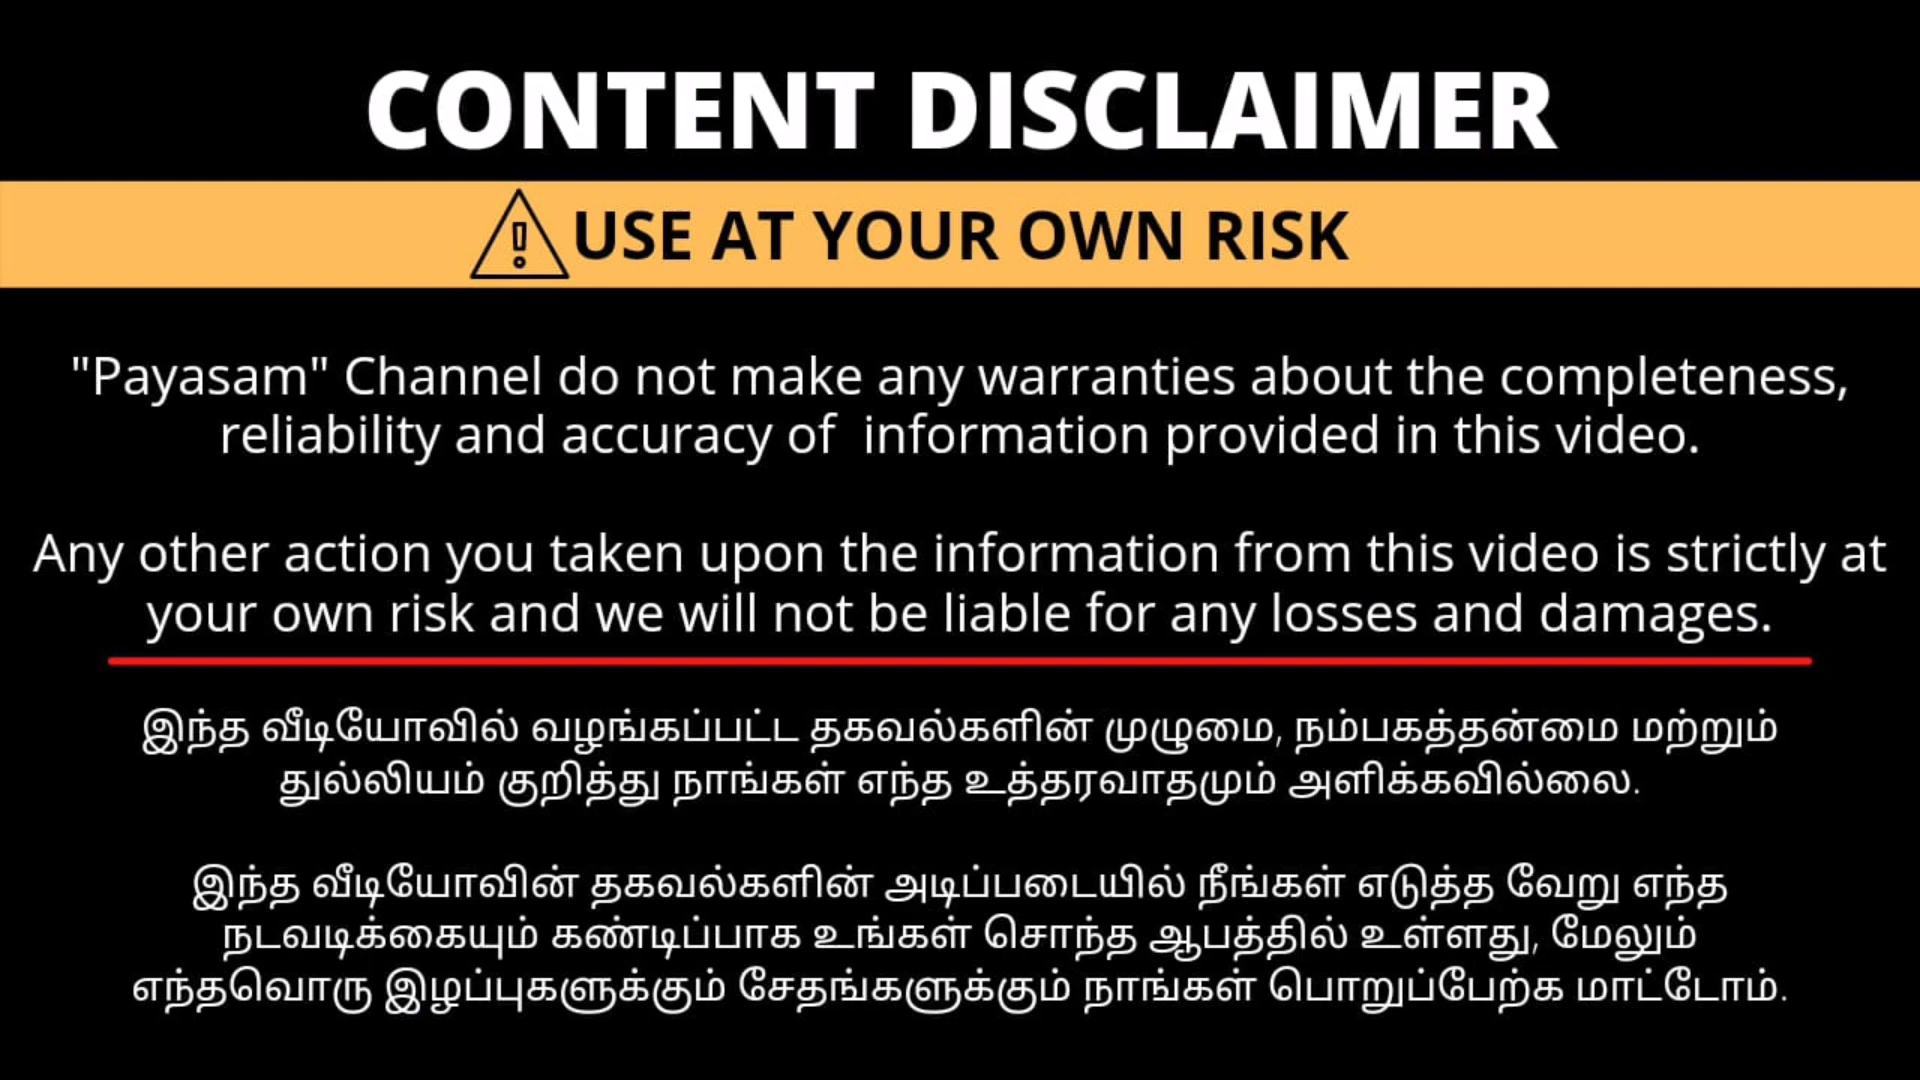 CONTENT DISCLAIMER
USE AT YOUR OWN RISK
"Payasam" Channel do not make any warranties about the completeness,
reliability and accuracy of information provided in this video.
Any other action you taken upon the information from this video is strictly at
your own risk and we will not be liable for any losses and damages.
இந்த வீடியோவில் வழங்கப்பட்ட தகவல்களின் முழுமை, நம்பகத்தன்மை மற்றும்
துல்லியம் குறித்து நாங்கள் எந்த உத்தரவாதமும் அளிக்கவில்லை.
இந்த வீடியோவின் தகவல்களின் அடிப்படையில் நீங்கள் எடுத்த வேறு எந்த
நடவடிக்கையும் கண்டிப்பாக உங்கள் சொந்த ஆபத்தில் உள்ளது, மேலும்
எந்தவொரு இழப்புகளுக்கும் சேதங்களுக்கும் நாங்கள் பொறுப்பேற்க மாட்டோம்.